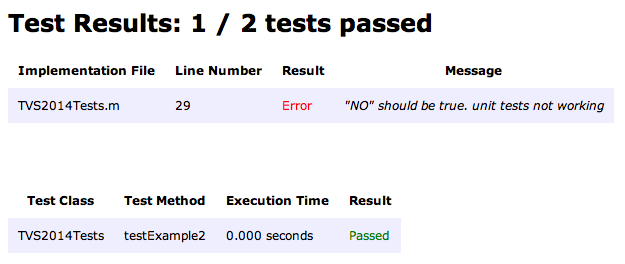 Test Results: 1 / 2 tests passed
Implementation File Line Number Result Message
TVS2014Tests.m 29 Error "NO" should be true. unit tests not working
Test Class Test Method Execution Time Result
TVS2014Tests testExample2 0.000 seconds Passed